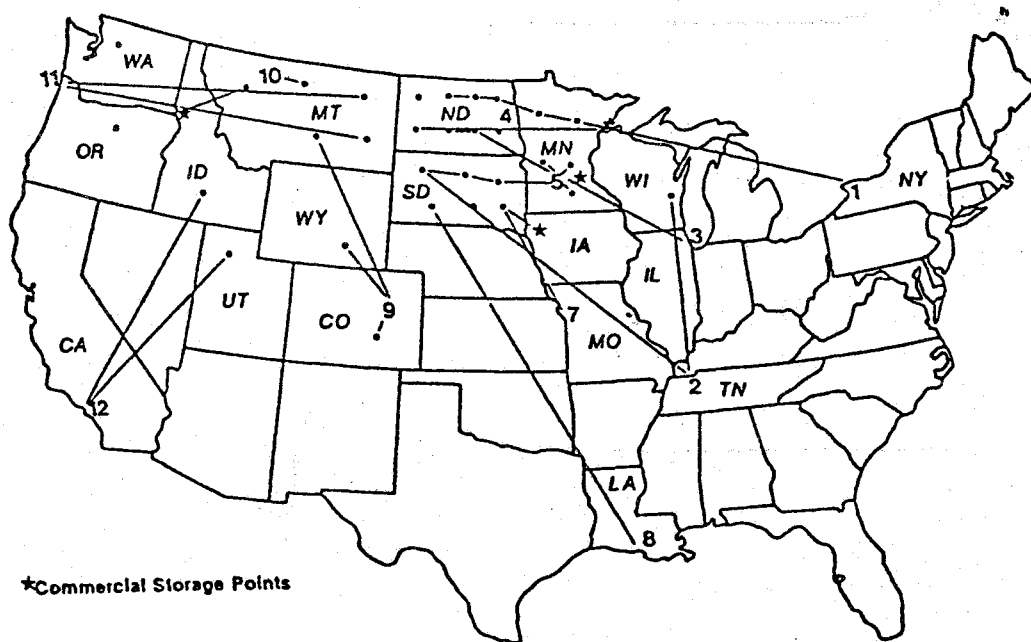 WA
11
10
MT
ND
4
MN
OR
ID
SD
5
WI
1
NY
WY
IA
3
UT
IL
9
7
CO
MO
CA
2
TN
12
LA
8
★Commercial Storage Points